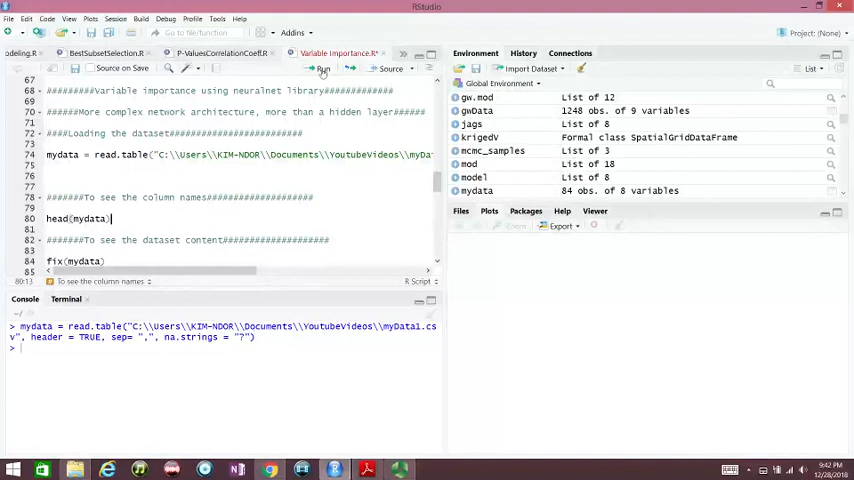 RStudio
File Edit Code View Plots Session Build Debug Profile Tools Help
Addins
Project: (None)
odeling.R
BestSubsetSelection.R
P-ValuesCorrelationCoeff.R
Variable Importance.R*
Source on Save
Run
Source
67
68 #########Variable importance using neuralnet library#############
69
70 ######More complex network architecture, more than a hidden layer######
71
72 ####Loading the dataset#########################
73
74 mydata = read.table("C:\\Users\\KIM-NDOR\\Documents\\YoutubeVideos\\myDat
77
78 #######To see the column names####################
79
80 head(mydata)
81
82 #######To see the dataset content####################
83
84 fix(mydata)
85
80:13
To see the column names
R Script
Console Terminal
~/
> mydata = read.table("C:\\Users\\KIM-NDOR\\Documents\\YoutubeVideos\\myData1.cs
v", header = TRUE, sep= ",", na.strings = "?")
>
Environment History Connections
Import Dataset
List
Global Environment
gw.mod List of 12
gwData 1248 obs. of 9 variables
jags List of 8
krigedV Formal class SpatialGridDataFrame
mcmc_samples List of 3
mod List of 18
model List of 8
mydata 84 obs. of 8 variables
Files Plots Packages Help Viewer
Zoom Export
9:42 PM
12/28/2018